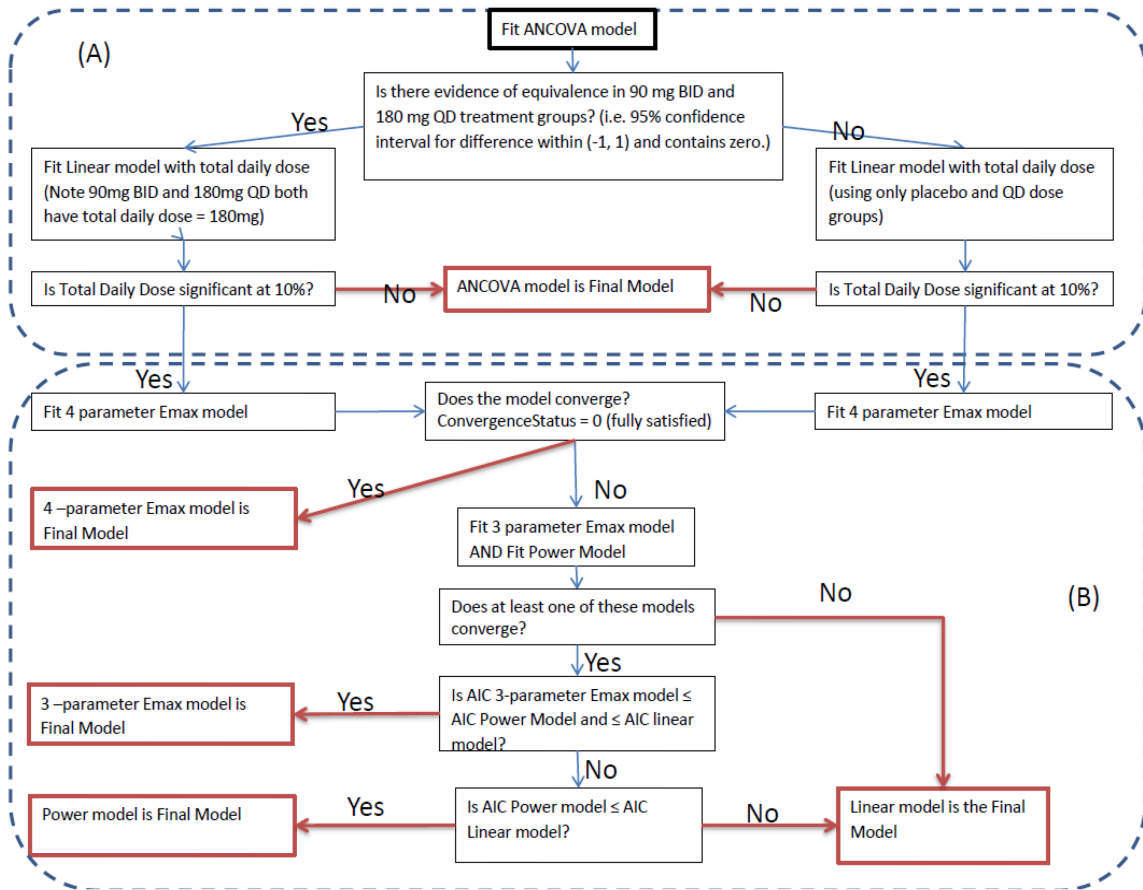 (A)
Fit ANCOVA model
Is there evidence of equivalence in 90 mg BID and
180 mg QD treatment groups? (i.e. 95% confidence
interval for difference within (-1, 1) and contains zero.)
Yes
No
Fit Linear model with total daily dose
(Note 90mg BID and 180mg QD both
have total daily dose = 180mg)
Fit Linear model with total daily dose
(using only placebo and QD dose
groups)
Is Total Daily Dose significant at 10%?
No
ANCOVA model is Final Model
No
Is Total Daily Dose significant at 10%?
Yes
Yes
Fit 4 parameter Emax model
Does the model converge?
ConvergenceStatus = 0 (fully satisfied)
Fit 4 parameter Emax model
Yes
No
4 –parameter Emax model is
Final Model
Fit 3 parameter Emax model
AND Fit Power Model
Does at least one of these models
converge?
No
(B)
Yes
3 –parameter Emax model is
Final Model
Yes
Is AIC 3-parameter Emax model ≤
AIC Power Model and ≤ AIC linear
model?
No
Power model is Final Model
Yes
Is AIC Power model ≤ AIC
Linear model?
No
Linear model is the Final
Model